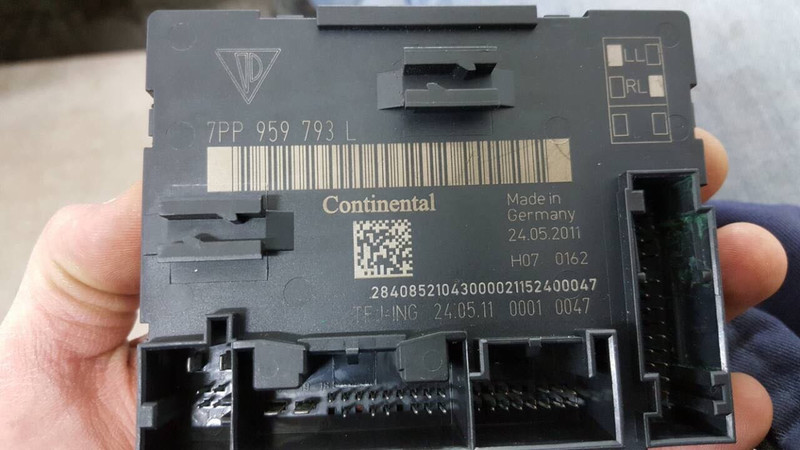 LL
RL
7PP 959 793 L
Continental
Made in
Germany
24.05.2011
H07 0162
28408521043000021152400047
TFJ-ING 24.05.11 0001 0047